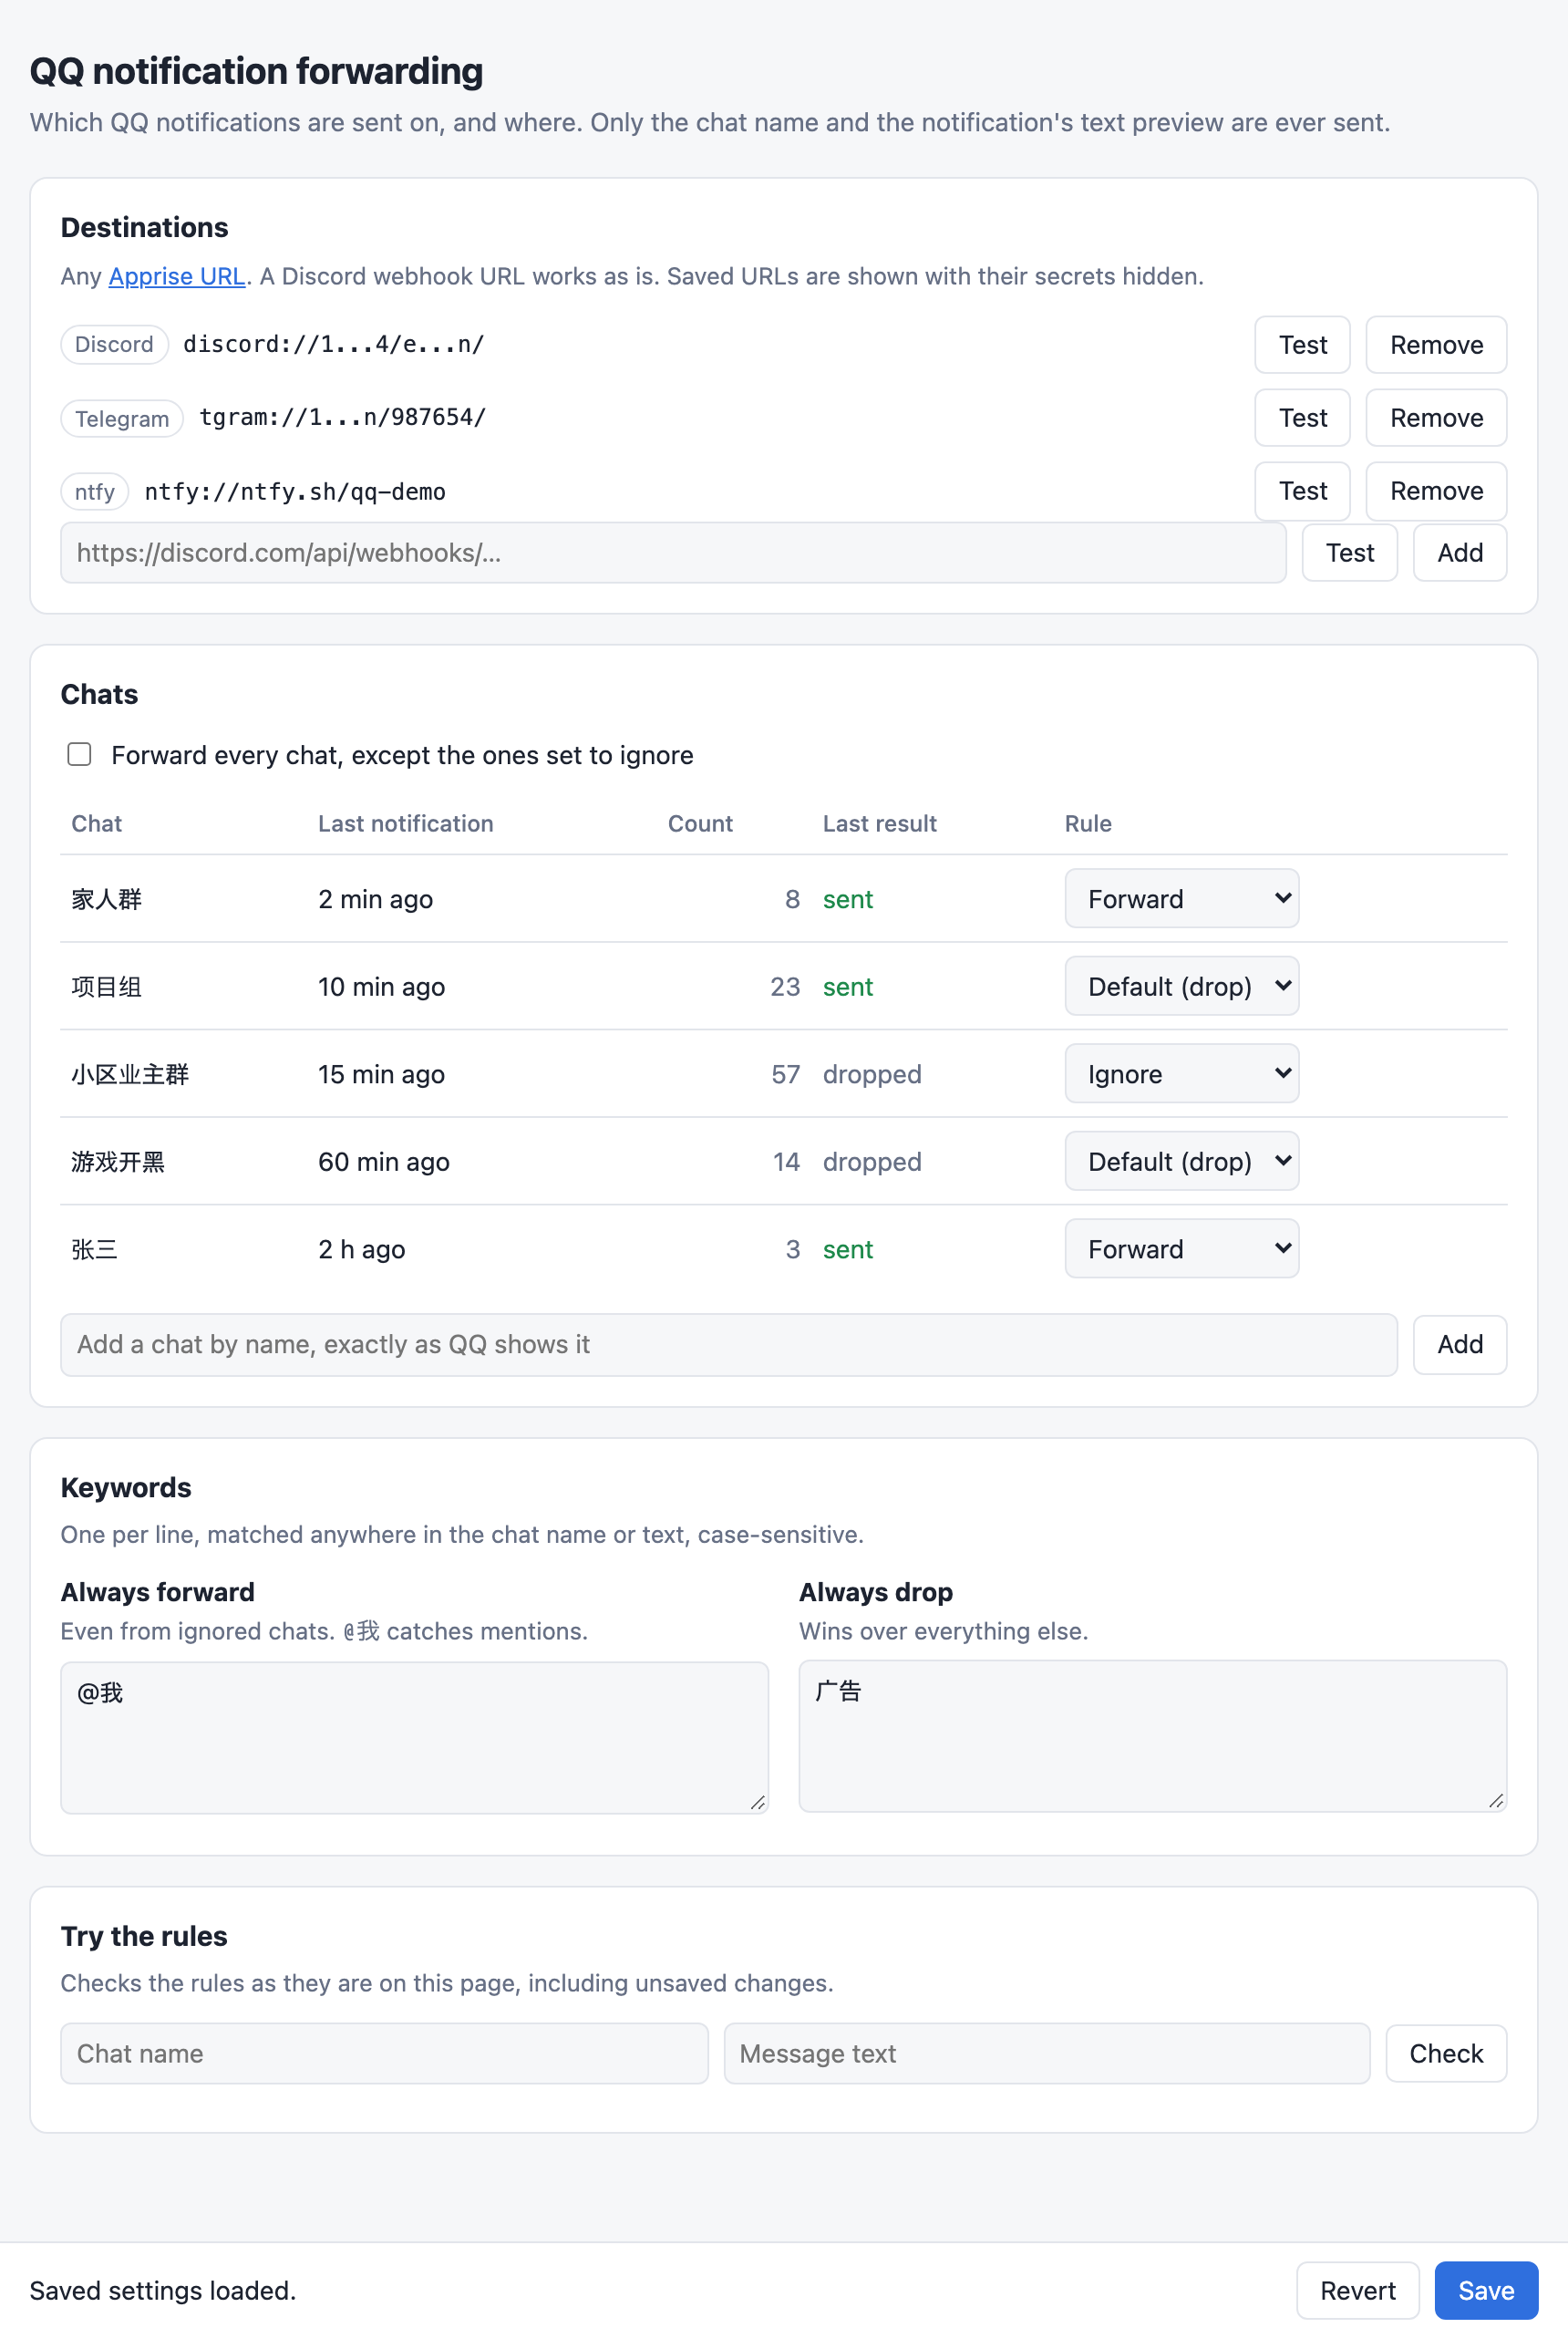 QQ notification forwarding
Which QQ notifications are sent on, and where. Only the chat name and the notification's text preview are ever sent.
Destinations
Any Apprise URL. A Discord webhook URL works as is. Saved URLs are shown with their secrets hidden.
Discord discord://1...4/e...n/ Test Remove
Telegram tgram://1...n/987654/ Test Remove
ntfy ntfy://ntfy.sh/qq-demo Test Remove
https://discord.com/api/webhooks/... Test Add
Chats
Forward every chat, except the ones set to ignore
Chat Last notification Count Last result Rule
家人群 2 min ago 8 sent Forward
项目组 10 min ago 23 sent Default (drop)
小区业主群 15 min ago 57 dropped Ignore
游戏开黑 60 min ago 14 dropped Default (drop)
张三 2 h ago 3 sent Forward
Add a chat by name, exactly as QQ shows it Add
Keywords
One per line, matched anywhere in the chat name or text, case-sensitive.
Always forward
Even from ignored chats. @我 catches mentions.
@我
Always drop
Wins over everything else.
广告
Try the rules
Checks the rules as they are on this page, including unsaved changes.
Chat name Message text Check
Saved settings loaded. Revert Save